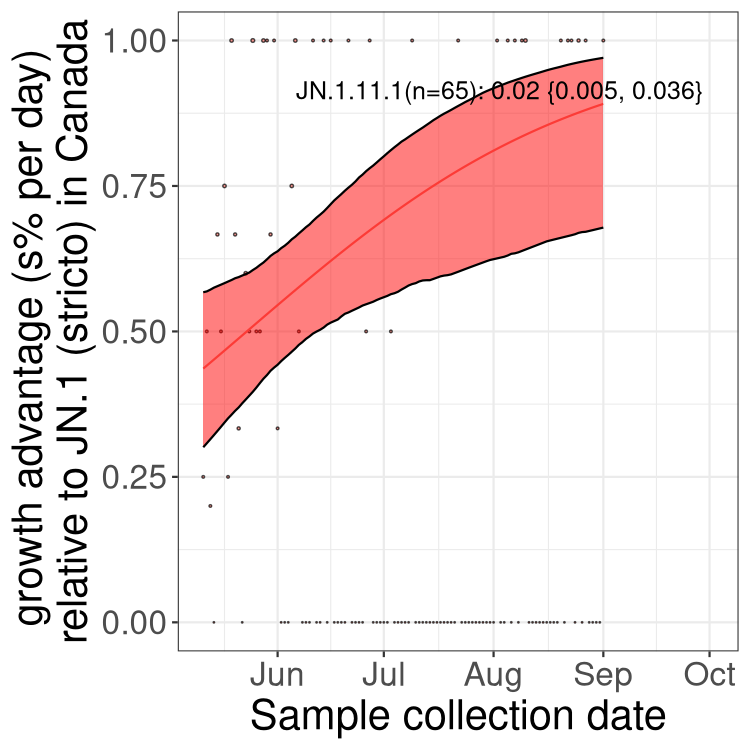 growth advantage (s% per day)
relative to JN.1 (stricto) in Canada
1.00
0.75
0.50
0.25
0.00
JN.1.11.1(n=65): 0.02 {0.005, 0.036}
Jun Jul Aug Sep Oct
Sample collection date